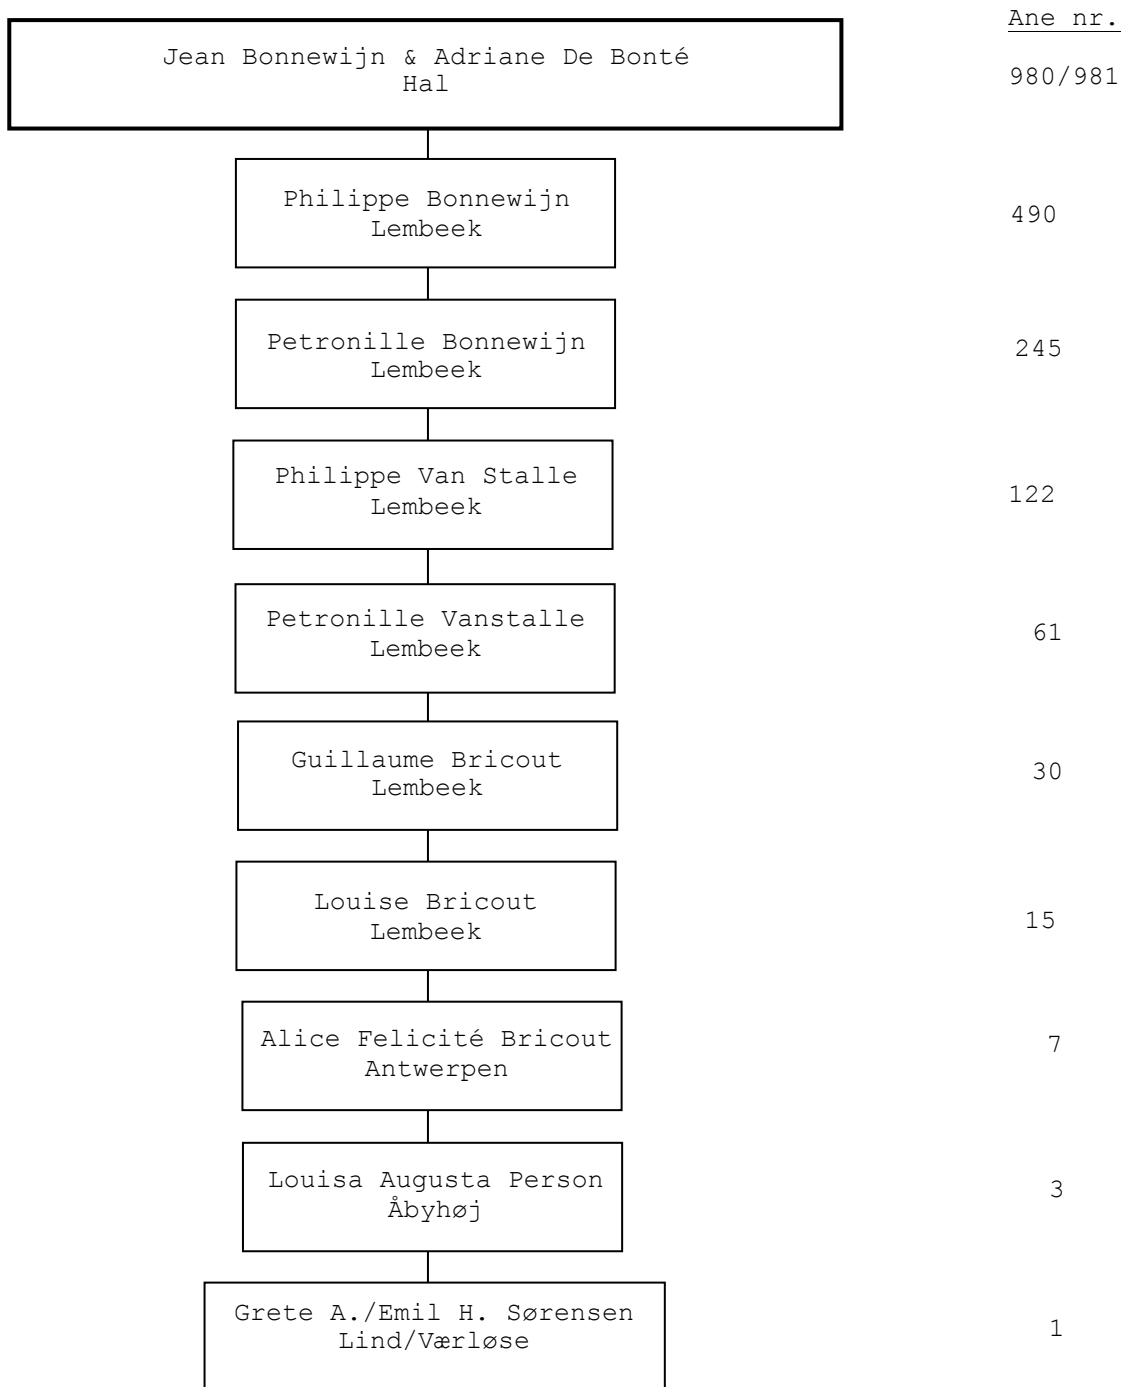 Ane nr.
Jean Bonnewijn & Adriane De Bonté
Hal
980/981
Philippe Bonnewijn
Lembeek
490
Petronille Bonnewijn
Lembeek
245
Philippe Van Stalle
Lembeek
122
Petronille Vanstalle
Lembeek
61
Guillaume Bricout
Lembeek
30
Louise Bricout
Lembeek
15
Alice Felicité Bricout
Antwerpen
7
Louisa Augusta Person
Åbyhøj
3
Grete A./Emil H. Sørensen
Lind/Værløse
1